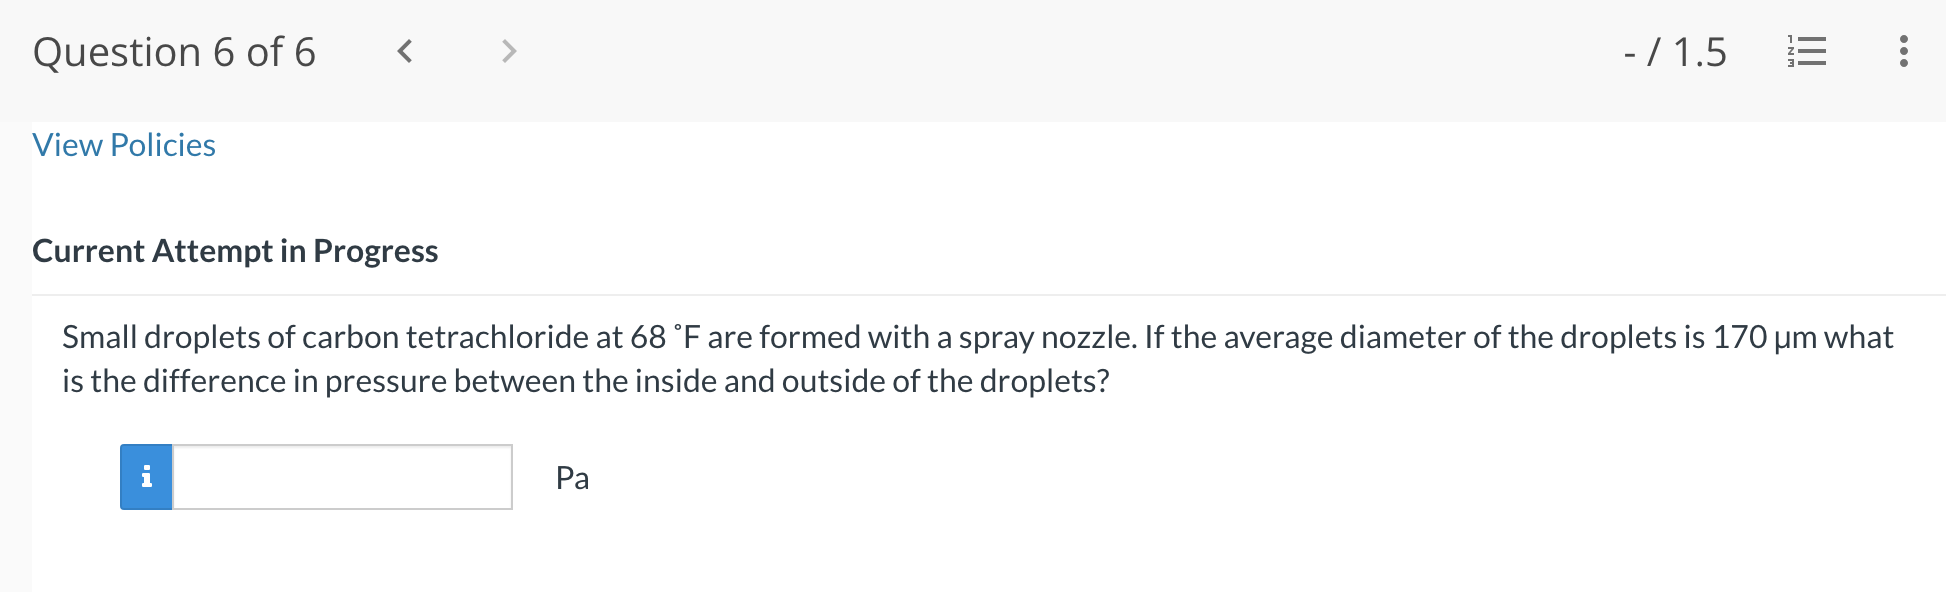 Question 6 of 6
- / 1.5
View Policies
Current Attempt in Progress
Small droplets of carbon tetrachloride at 68 ˚F are formed with a spray nozzle. If the average diameter of the droplets is 170 μm what
is the difference in pressure between the inside and outside of the droplets?
i
Pa